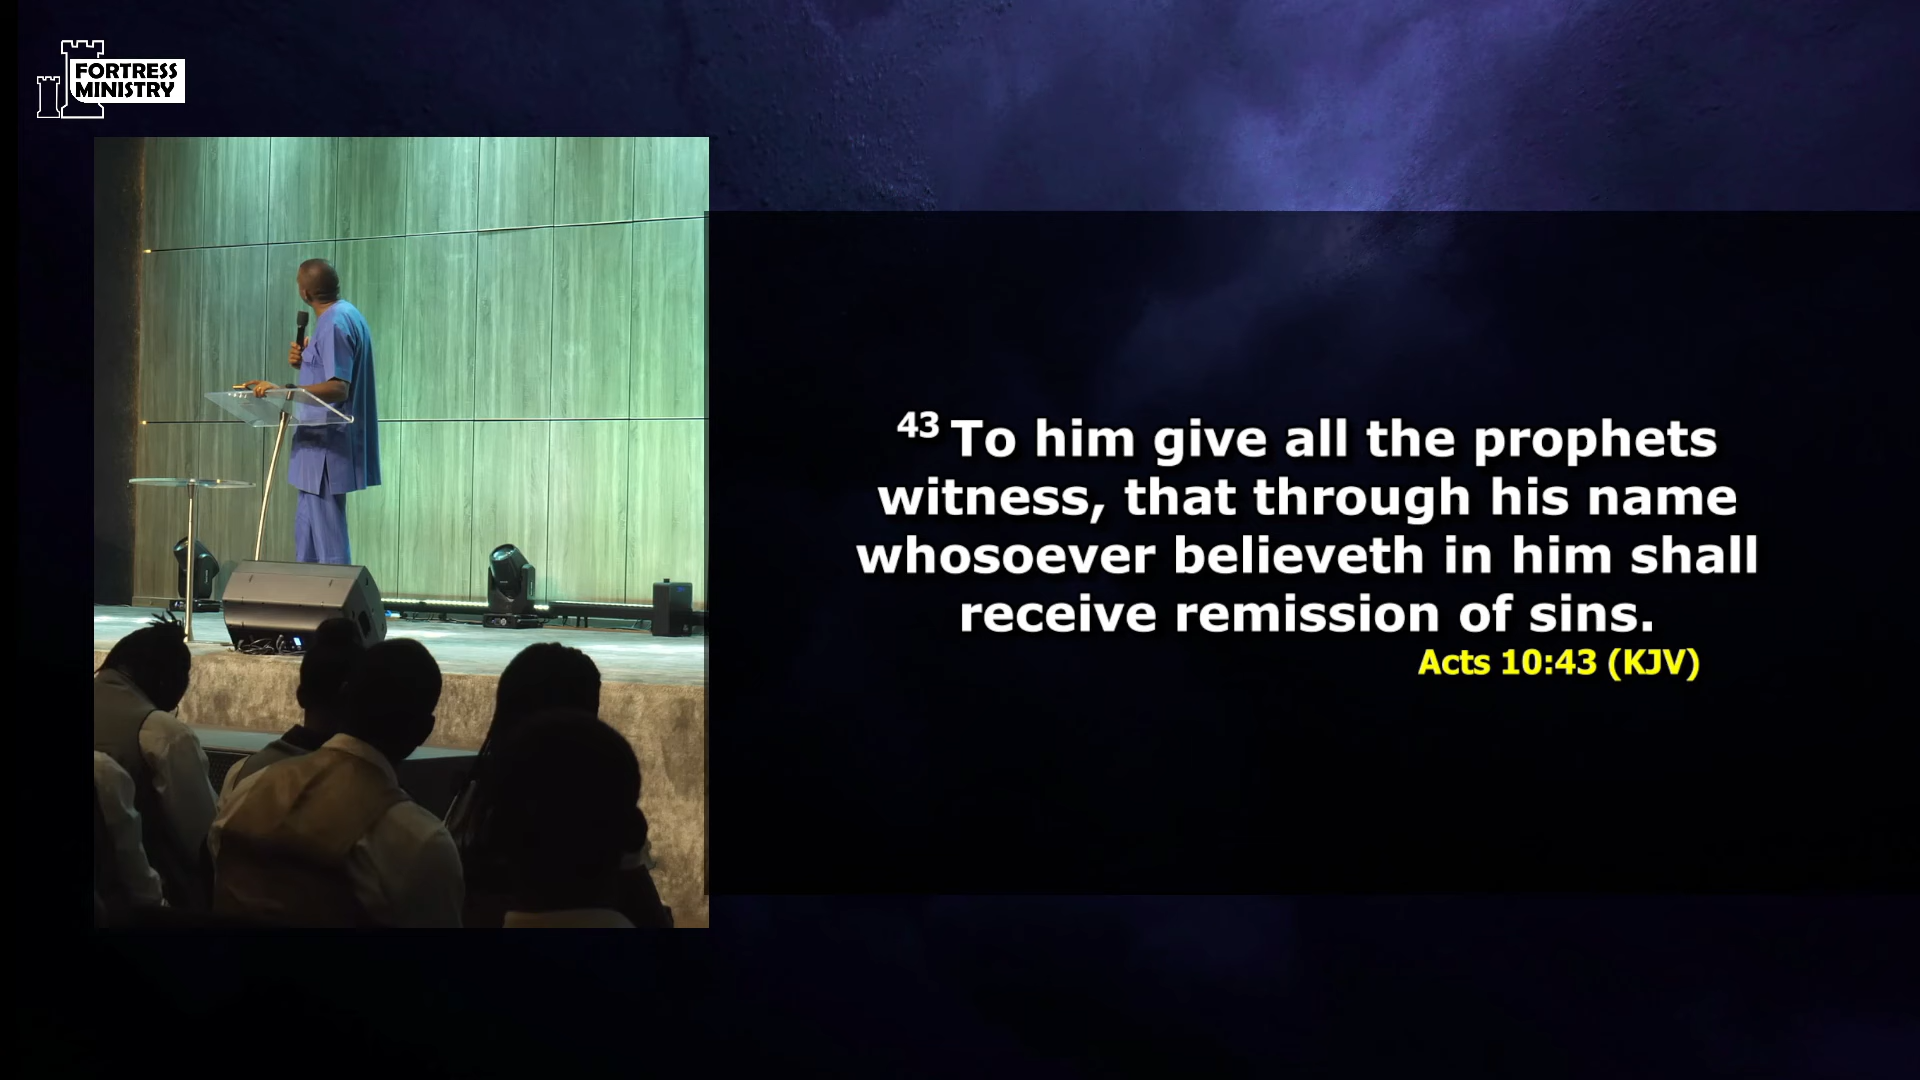 FORTRESS
MINISTRY
43 To him give all the prophets
witness, that through his name
whosoever believeth in him shall
receive remission of sins.
Acts 10:43 (KJV)